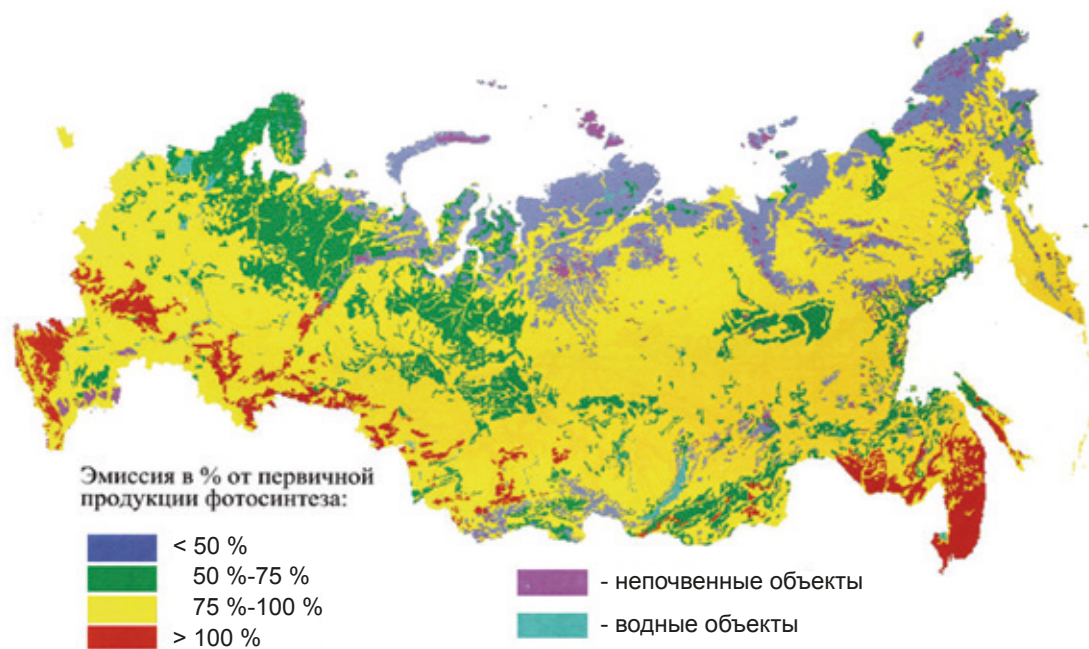 Эмиссия в % от первичной
продукции фотосинтеза:
< 50 %
50 %-75 %
75 %-100 %
> 100 %
- непочвенные объекты
- водные объекты